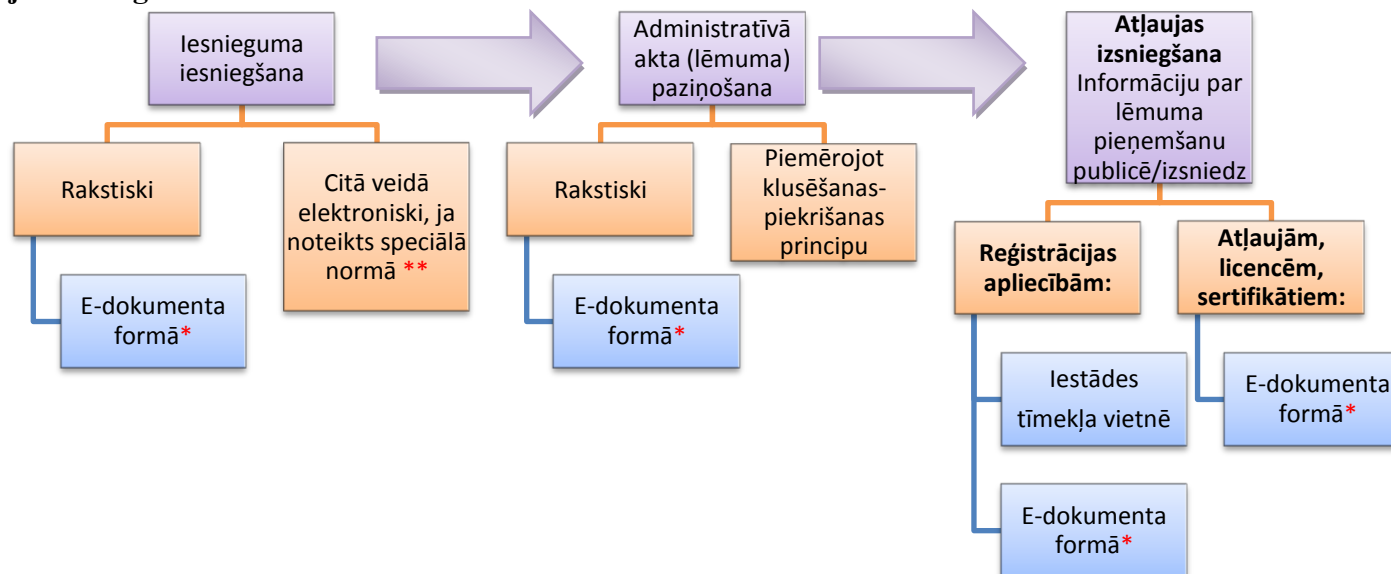 Iesnieguma
iesniegšana
Rakstiski
E-dokumenta
formā*
Citā veidā
elektroniski, ja
noteikts speciālā
normā **
Administratīvā
akta (lēmuma)
paziņošana
Rakstiski
E-dokumenta
formā*
Piemērojot
klusēšanas-
piekrišanas
principu
Atļaujas
izsniegšana
Informāciju par
lēmuma
pieņemšanu
publicē/izsniedz
Reģistrācijas
apliecībām:
Iestādes
tīmekļa vietnē
E-dokumenta
formā*
Atļaujām,
licencēm,
sertifikātiem:
E-dokumenta
formā*